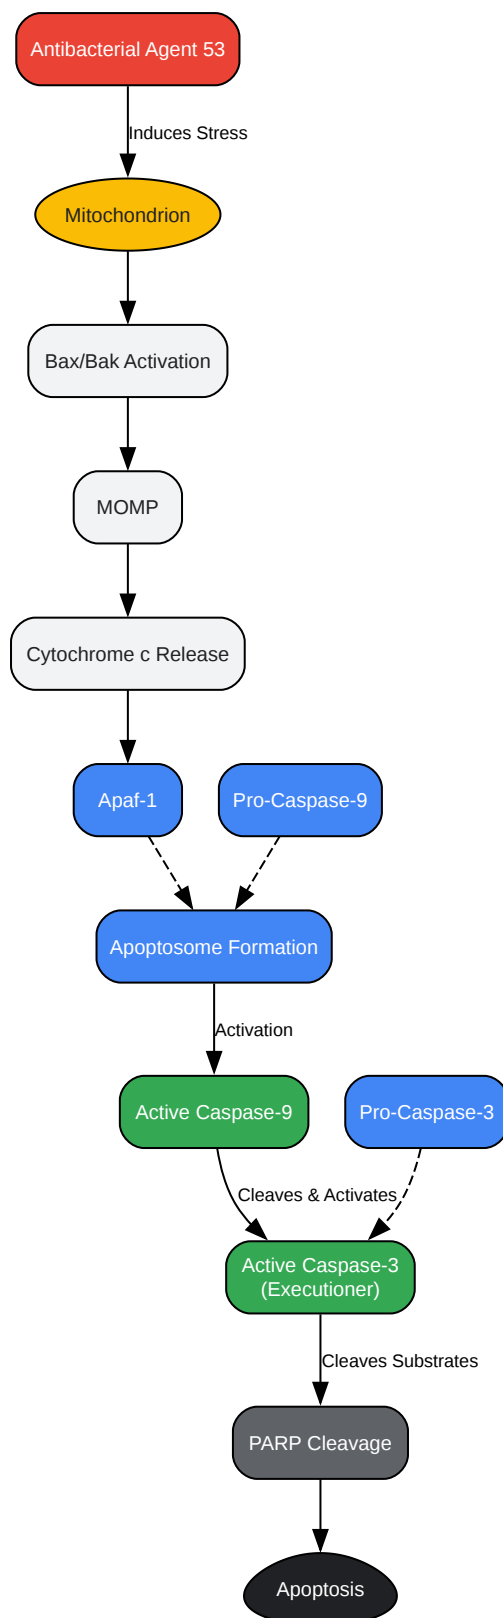 Antibacterial Agent 53
Induces Stress
Mitochondrion
Bax/Bak Activation
MOMP
Cytochrome c Release
Apaf-1
Pro-Caspase-9
Apoptosome Formation
Activation
Active Caspase-9
Pro-Caspase-3
Cleaves & Activates
Active Caspase-3
(Executioner)
Cleaves Substrates
PARP Cleavage
Apoptosis